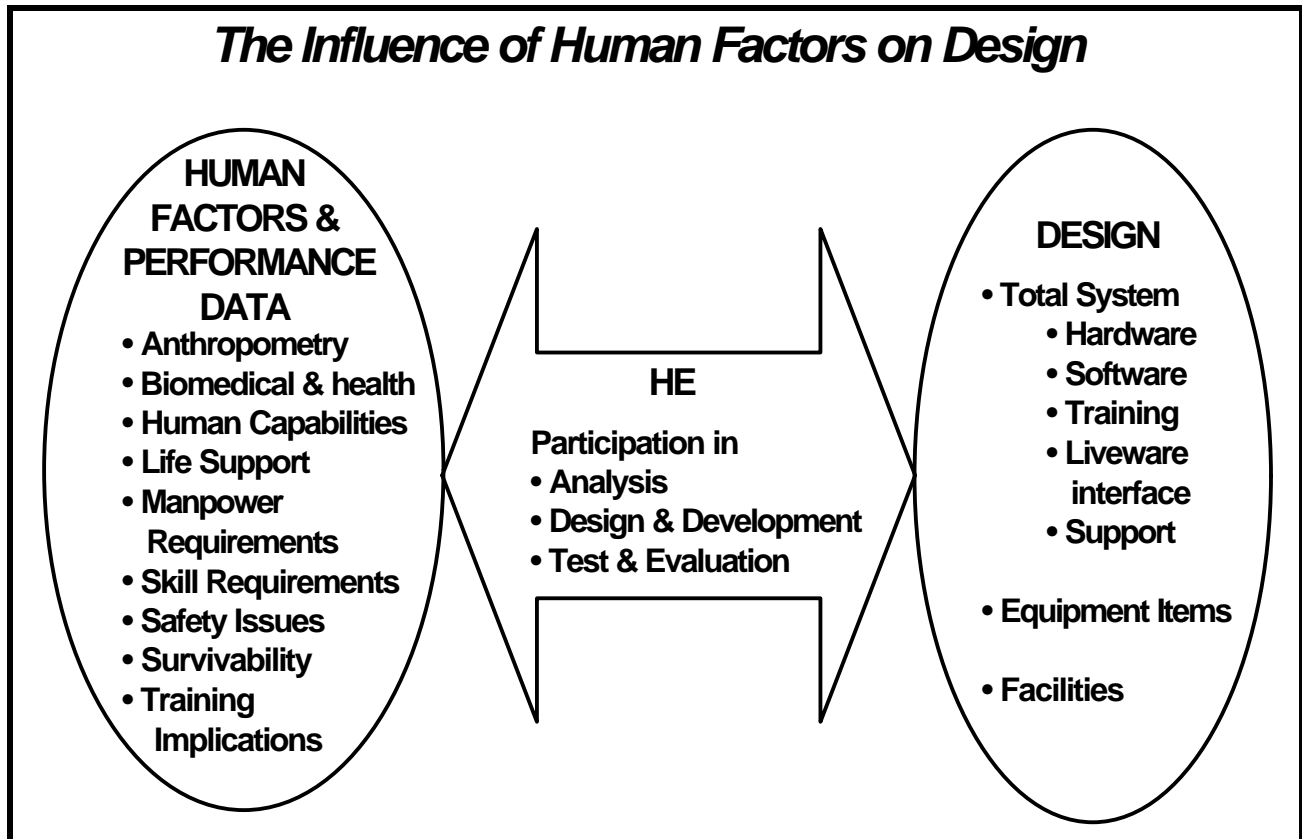 The Influence of Human Factors on Design
HUMAN
FACTORS &
PERFORMANCE
DATA
• Anthropometry
• Biomedical & health
• Human Capabilities
• Life Support
• Manpower
Requirements
• Skill Requirements
• Safety Issues
• Survivability
• Training
Implications
HE
Participation in
• Analysis
• Design & Development
• Test & Evaluation
DESIGN
• Total System
• Hardware
• Software
• Training
• Liveware
interface
• Support
• Equipment Items
• Facilities